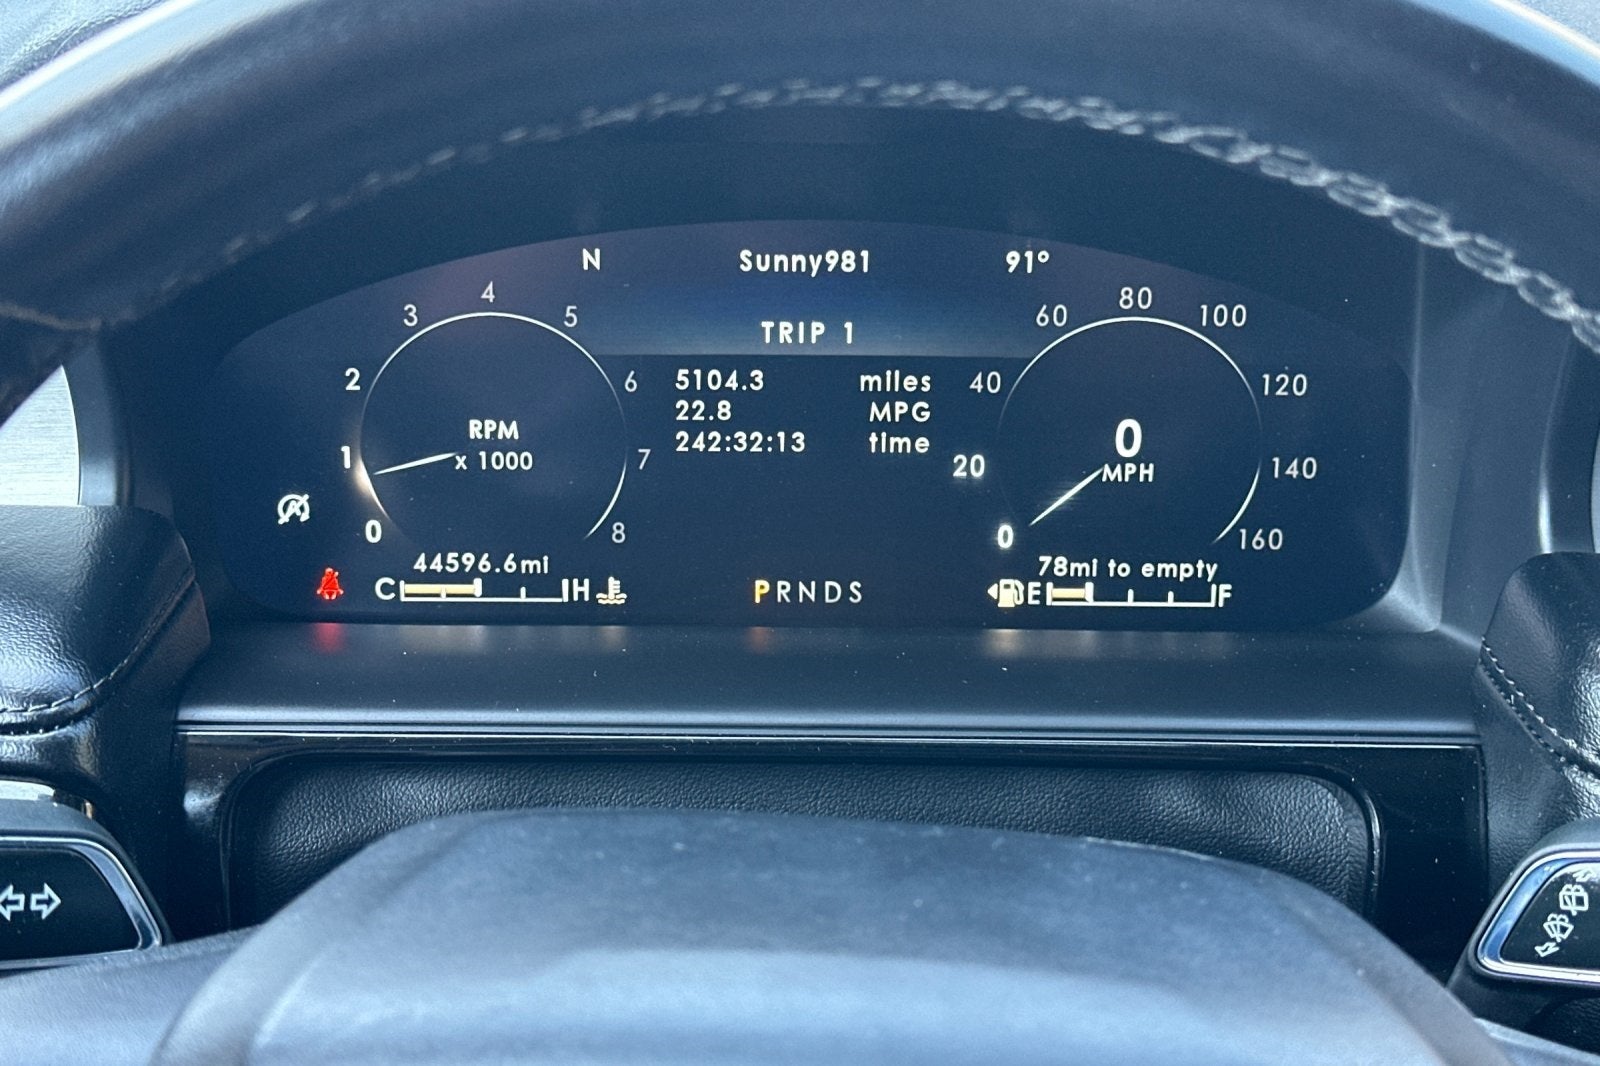 N Sunny981 91°
TRIP 1
5104.3 miles
22.8 MPG
242:32:13 time
0 1 2 3 4 5 6 7 8
RPM
x 1000
0 20 40 60 80 100 120 140 160
0
MPH
A
44596.6mi
C H
PRNDS
78mi to empty
E F